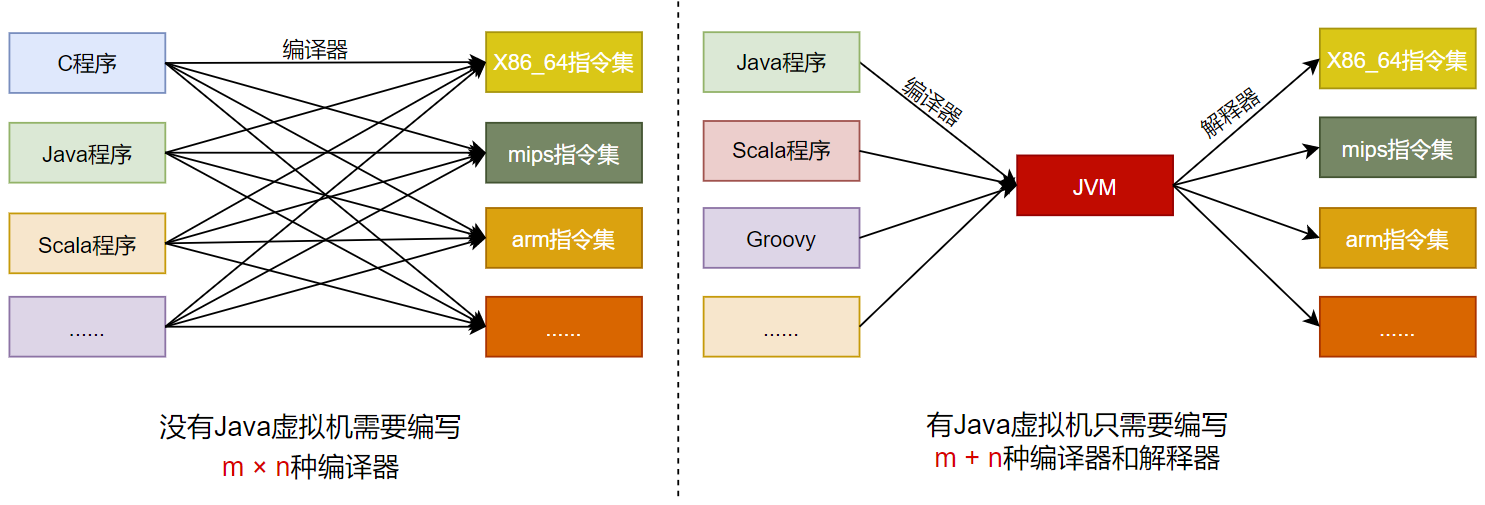 编译器
C程序
X86_64指令集
Java程序
mips指令集
Scala程序
arm指令集
......
......
没有Java虚拟机需要编写
m × n种编译器
Java程序
编译器
Scala程序
Groovy
......
JVM
解释器
X86_64指令集
mips指令集
arm指令集
......
有Java虚拟机只需要编写
m + n种编译器和解释器